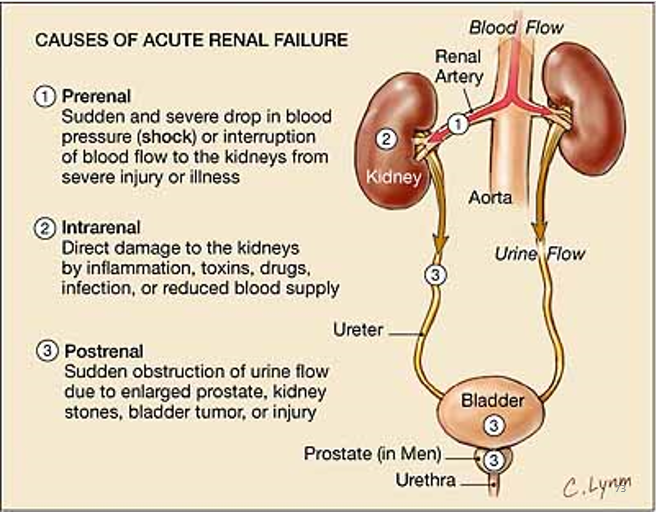 CAUSES OF ACUTE RENAL FAILURE
1 Prerenal
Sudden and severe drop in blood
pressure (shock) or interruption
of blood flow to the kidneys from
severe injury or illness
2 Intrarenal
Direct damage to the kidneys
by inflammation, toxins, drugs,
infection, or reduced blood supply
3 Postrenal
Sudden obstruction of urine flow
due to enlarged prostate, kidney
stones, bladder tumor, or injury
Blood Flow
Renal
Artery
1
2
Kidney
Aorta
Urine Flow
3
Ureter
Bladder
3
Prostate (in Men)
3
Urethra
C. Lynm
73